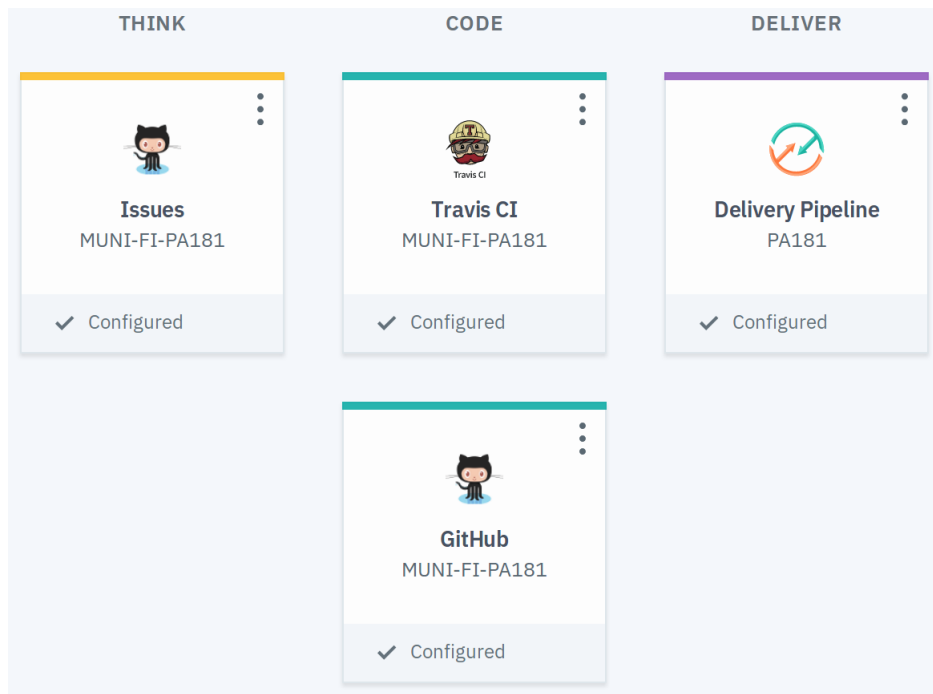 THINK
CODE
DELIVER
Issues
MUNI-FI-PA181
Configured
T
Travis CI
Travis CI
MUNI-FI-PA181
Configured
Delivery Pipeline
PA181
Configured
GitHub
MUNI-FI-PA181
Configured